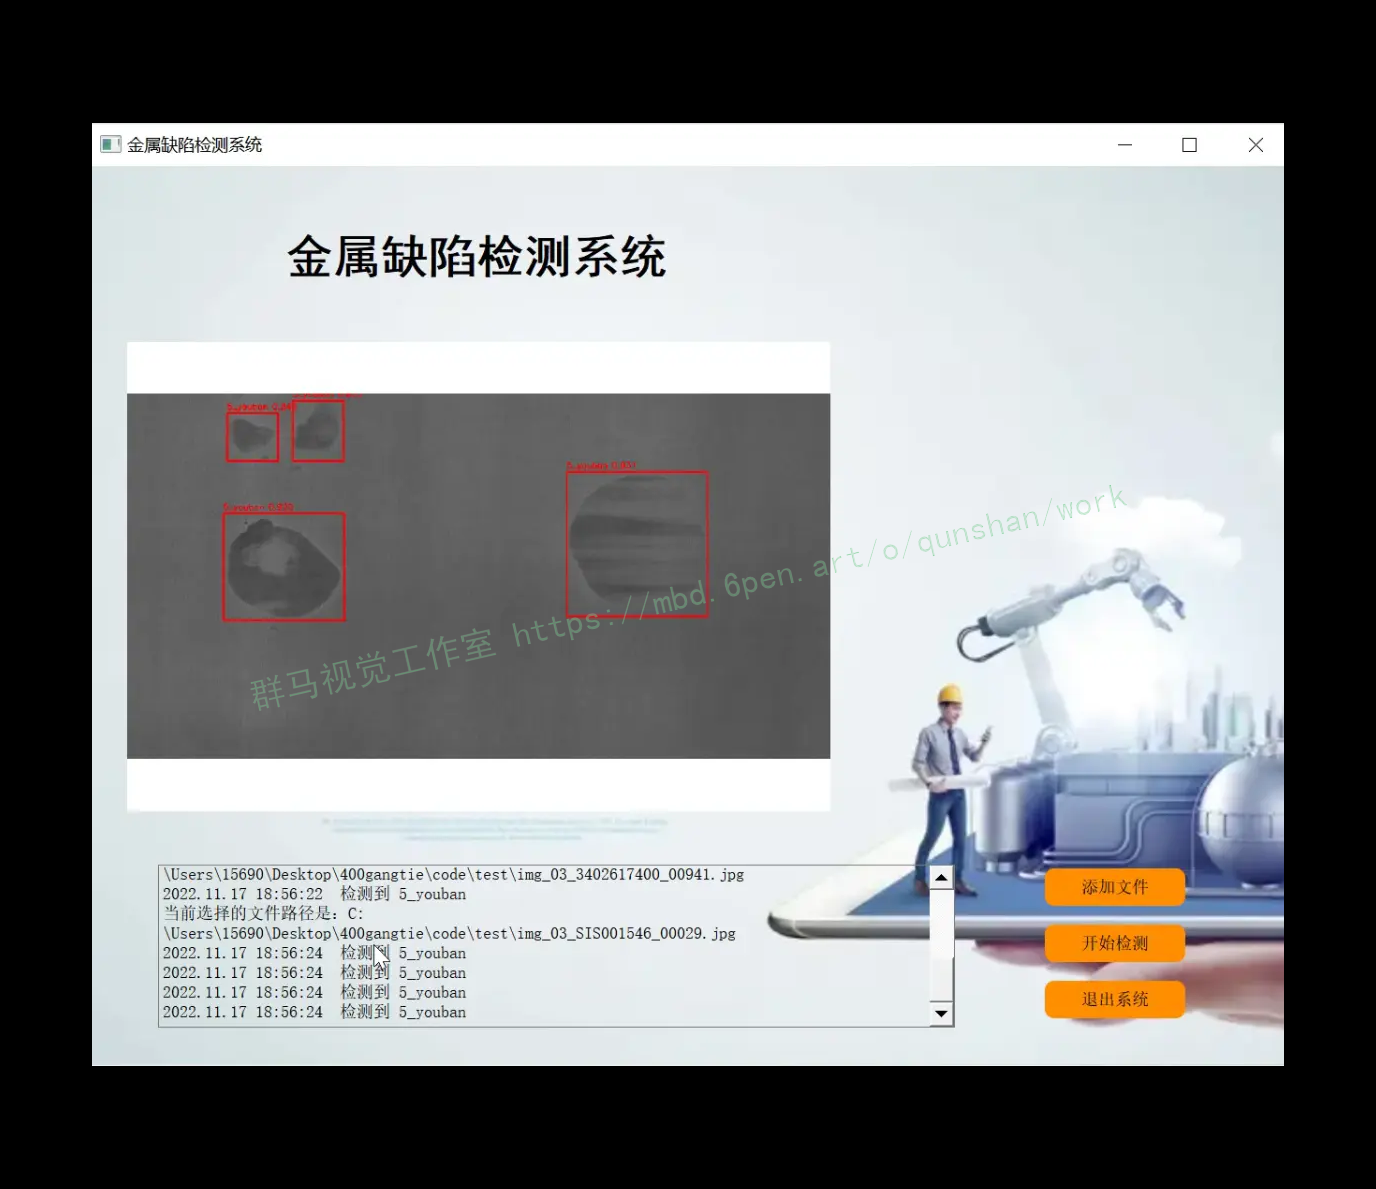 金属缺陷检测系统
金属缺陷检测系统
5_youban
5_youban 0.930
5_youban 0.931
群马视觉工作室 https://mbd.6pen.art/o/qunshan/work
\Users\15690\Desktop\400gangtie\code\test\img_03_3402617400_00941.jpg
2022.11.17 18:56:22 检测到 5_youban
当前选择的文件路径是：C:
\Users\15690\Desktop\400gangtie\code\test\img_03_SIS001546_00029.jpg
2022.11.17 18:56:24 检测到 5_youban
2022.11.17 18:56:24 检测到 5_youban
2022.11.17 18:56:24 检测到 5_youban
2022.11.17 18:56:24 检测到 5_youban
添加文件
开始检测
退出系统